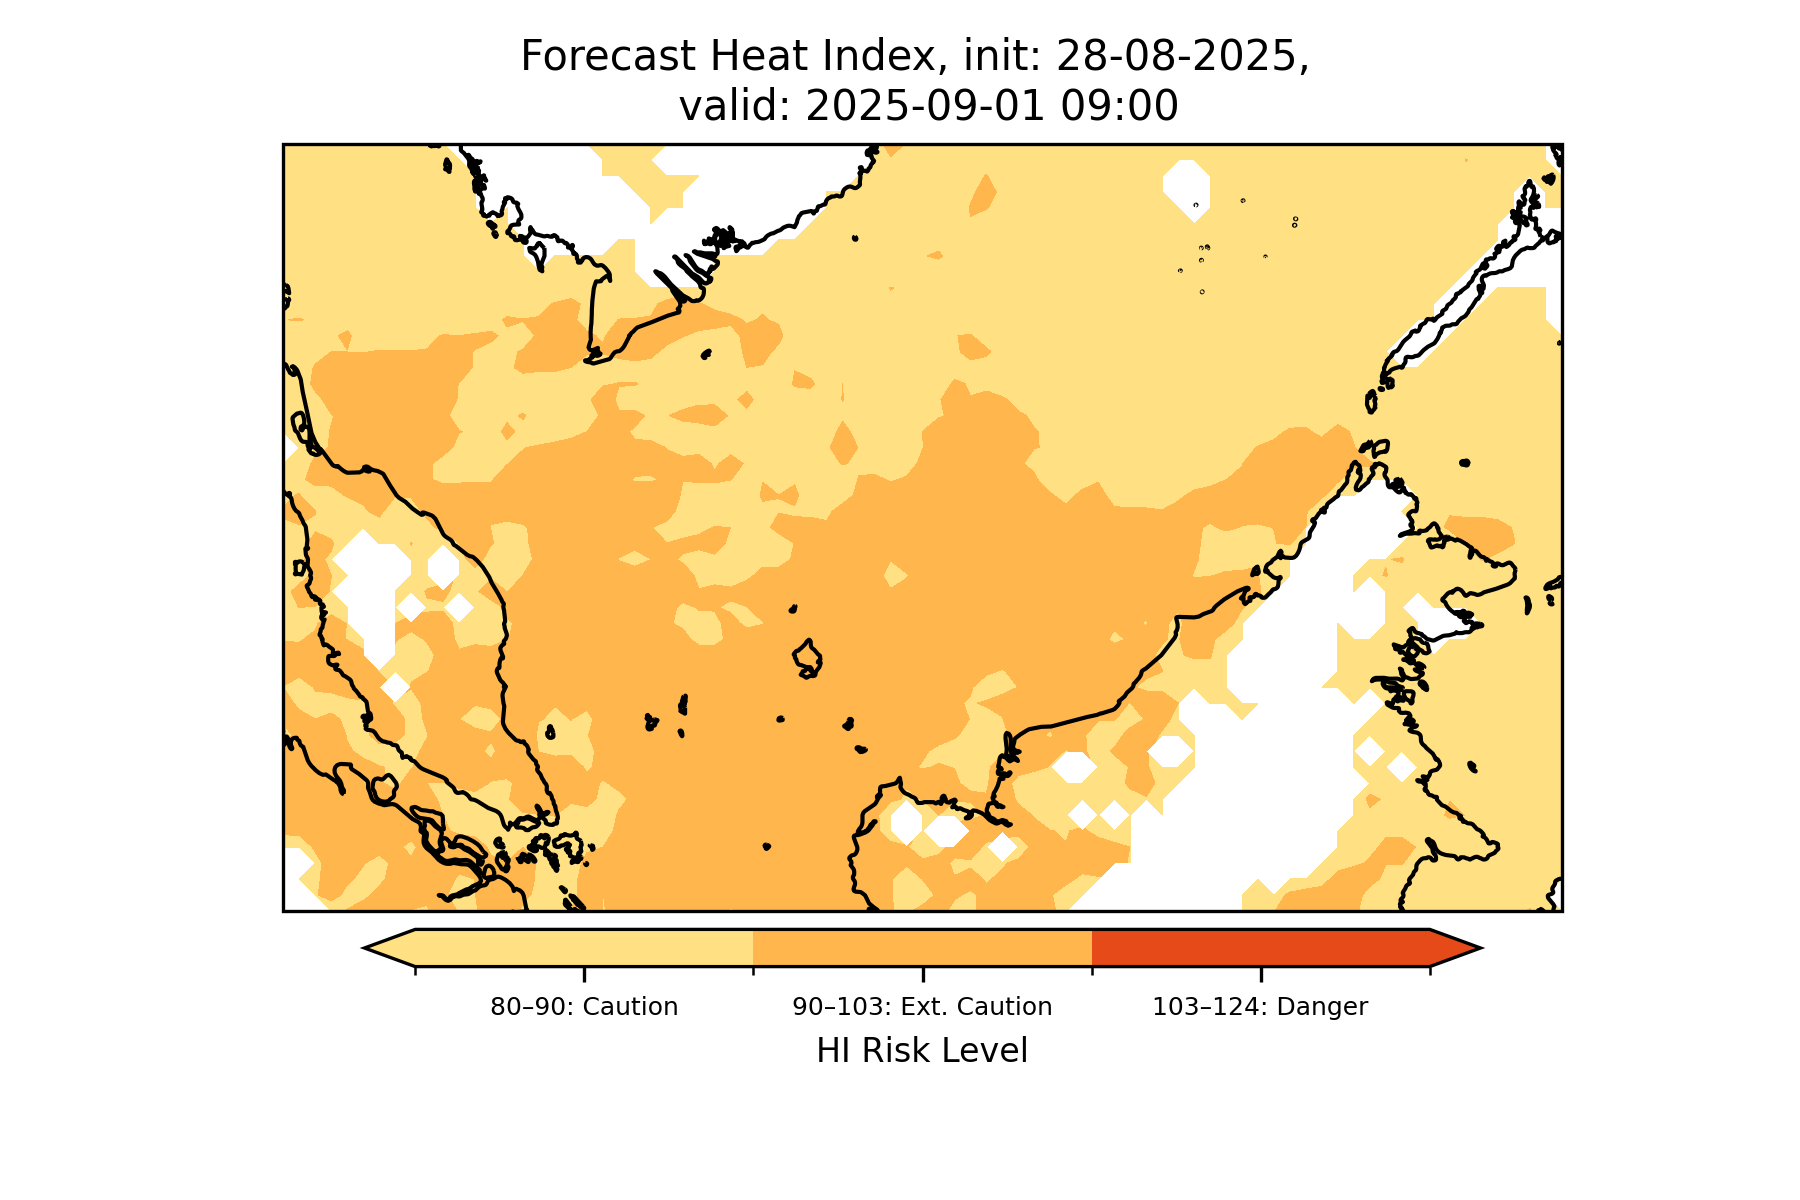 Forecast Heat Index, init: 28-08-2025,
valid: 2025-09-01 09:00
80–90: Caution
90–103: Ext. Caution
103–124: Danger
HI Risk Level